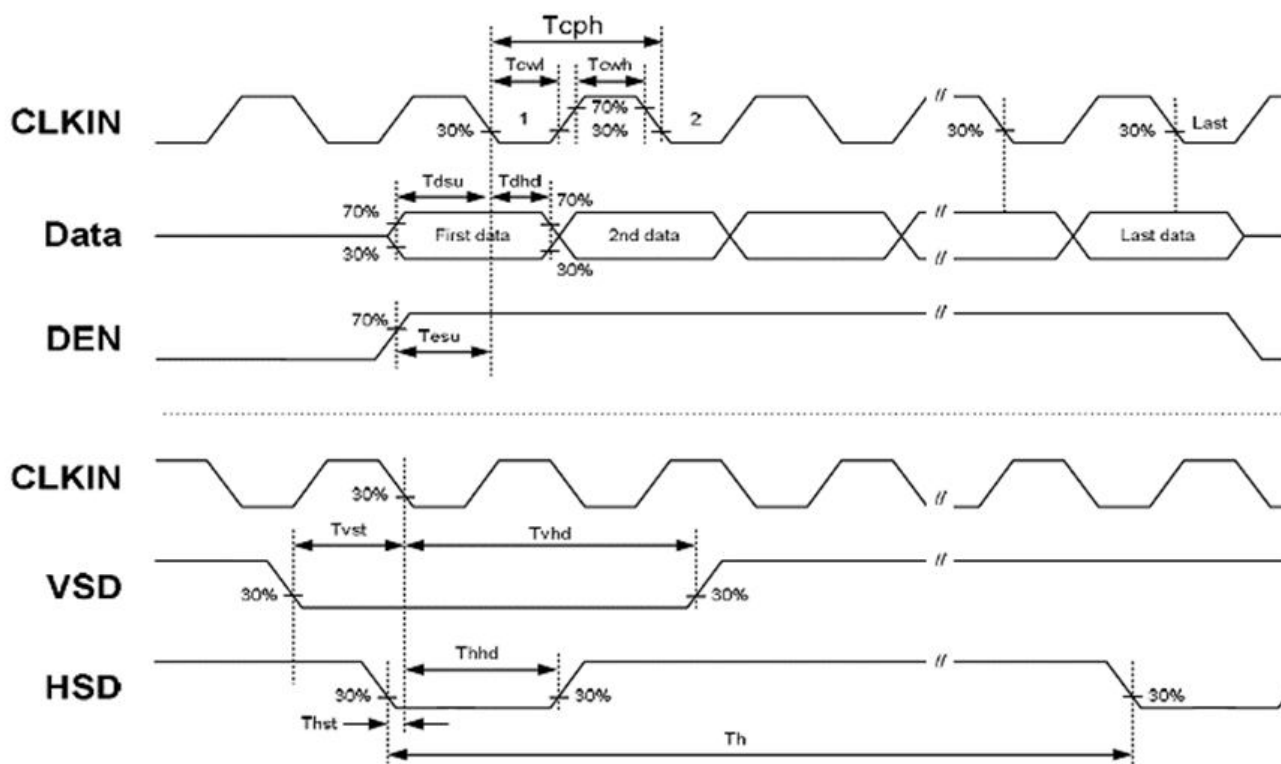 Tcph
Tcwl Tcwh
CLKIN 30% 1 70% 30% 2 30% 30% Last
Tdsu Tdhd
70% 70%
Data First data 2nd data Last data
30% 30%
70%
DEN Tesu
CLKIN 30%
Tvst Tvhd
VSD 30% 30%
Thhd
HSD 30% 30% 30%
Thst
Th